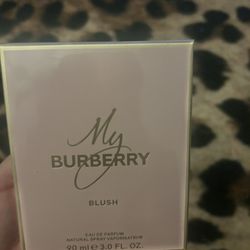 My
BURBERRY
BLUSH
EAU DE PARFUM
NATURAL SPRAY VAPORISATEUR
90 ml ℮ 3.0 FL. OZ.